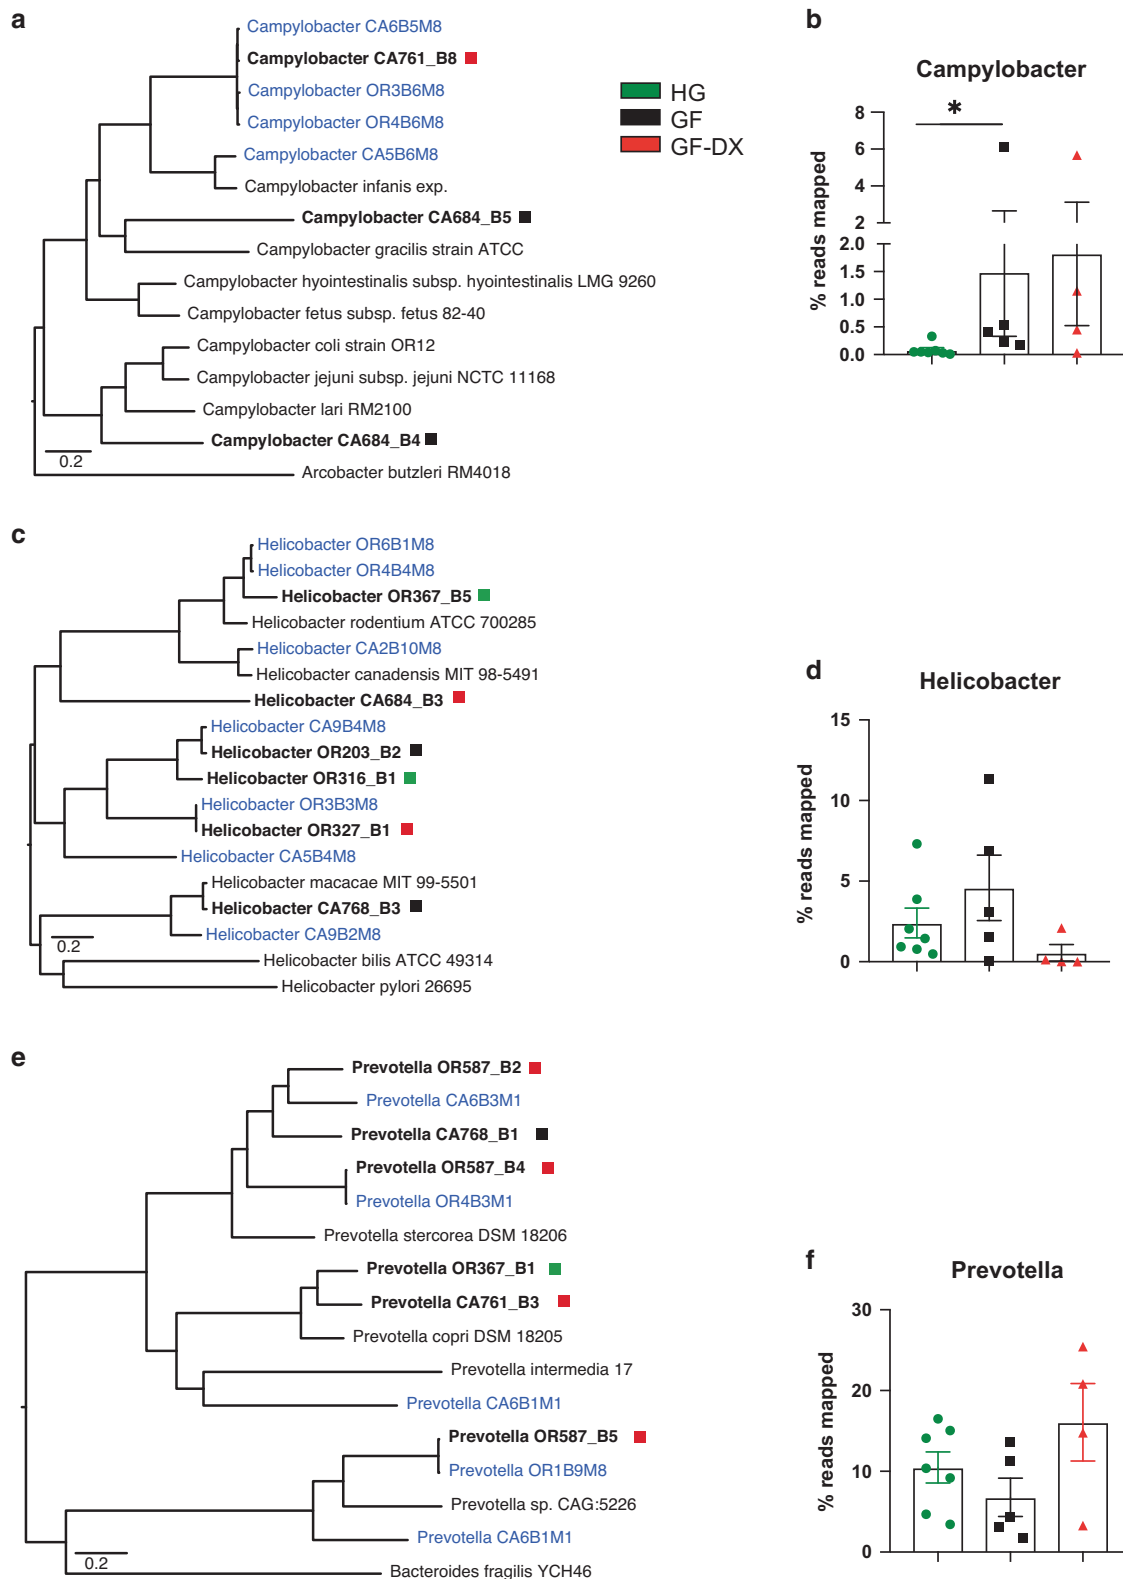 a
Campylobacter CA6B5M8
Campylobacter CA761_B8
Campylobacter OR3B6M8
Campylobacter OR4B6M8
Campylobacter CA5B6M8
Campylobacter infanis exp.
Campylobacter CA684_B5
Campylobacter gracilis strain ATCC
Campylobacter hyointestinalis subsp. hyointestinalis LMG 9260
Campylobacter fetus subsp. fetus 82-40
Campylobacter coli strain OR12
Campylobacter jejuni subsp. jejuni NCTC 11168
Campylobacter lari RM2100
Campylobacter CA684_B4
0.2
Arcobacter butzleri RM4018
HG
GF
GF-DX
b
Campylobacter
*
% reads mapped
8
6
4
2
2.0
1.5
1.0
0.5
0.0
c
Helicobacter OR6B1M8
Helicobacter OR4B4M8
Helicobacter OR367_B5
Helicobacter rodentium ATCC 700285
Helicobacter CA2B10M8
Helicobacter canadensis MIT 98-5491
Helicobacter CA684_B3
Helicobacter CA9B4M8
Helicobacter OR203_B2
Helicobacter OR316_B1
Helicobacter OR3B3M8
Helicobacter OR327_B1
Helicobacter CA5B4M8
Helicobacter macacae MIT 99-5501
Helicobacter CA768_B3
Helicobacter CA9B2M8
0.2
Helicobacter bilis ATCC 49314
Helicobacter pylori 26695
d
Helicobacter
% reads mapped
15
10
5
0
e
Prevotella OR587_B2
Prevotella CA6B3M1
Prevotella CA768_B1
Prevotella OR587_B4
Prevotella OR4B3M1
Prevotella stercorea DSM 18206
Prevotella OR367_B1
Prevotella CA761_B3
Prevotella copri DSM 18205
Prevotella intermedia 17
Prevotella CA6B1M1
Prevotella OR587_B5
Prevotella OR1B9M8
Prevotella sp. CAG:5226
Prevotella CA6B1M1
0.2
Bacteroides fragilis YCH46
f
Prevotella
% reads mapped
30
20
10
0